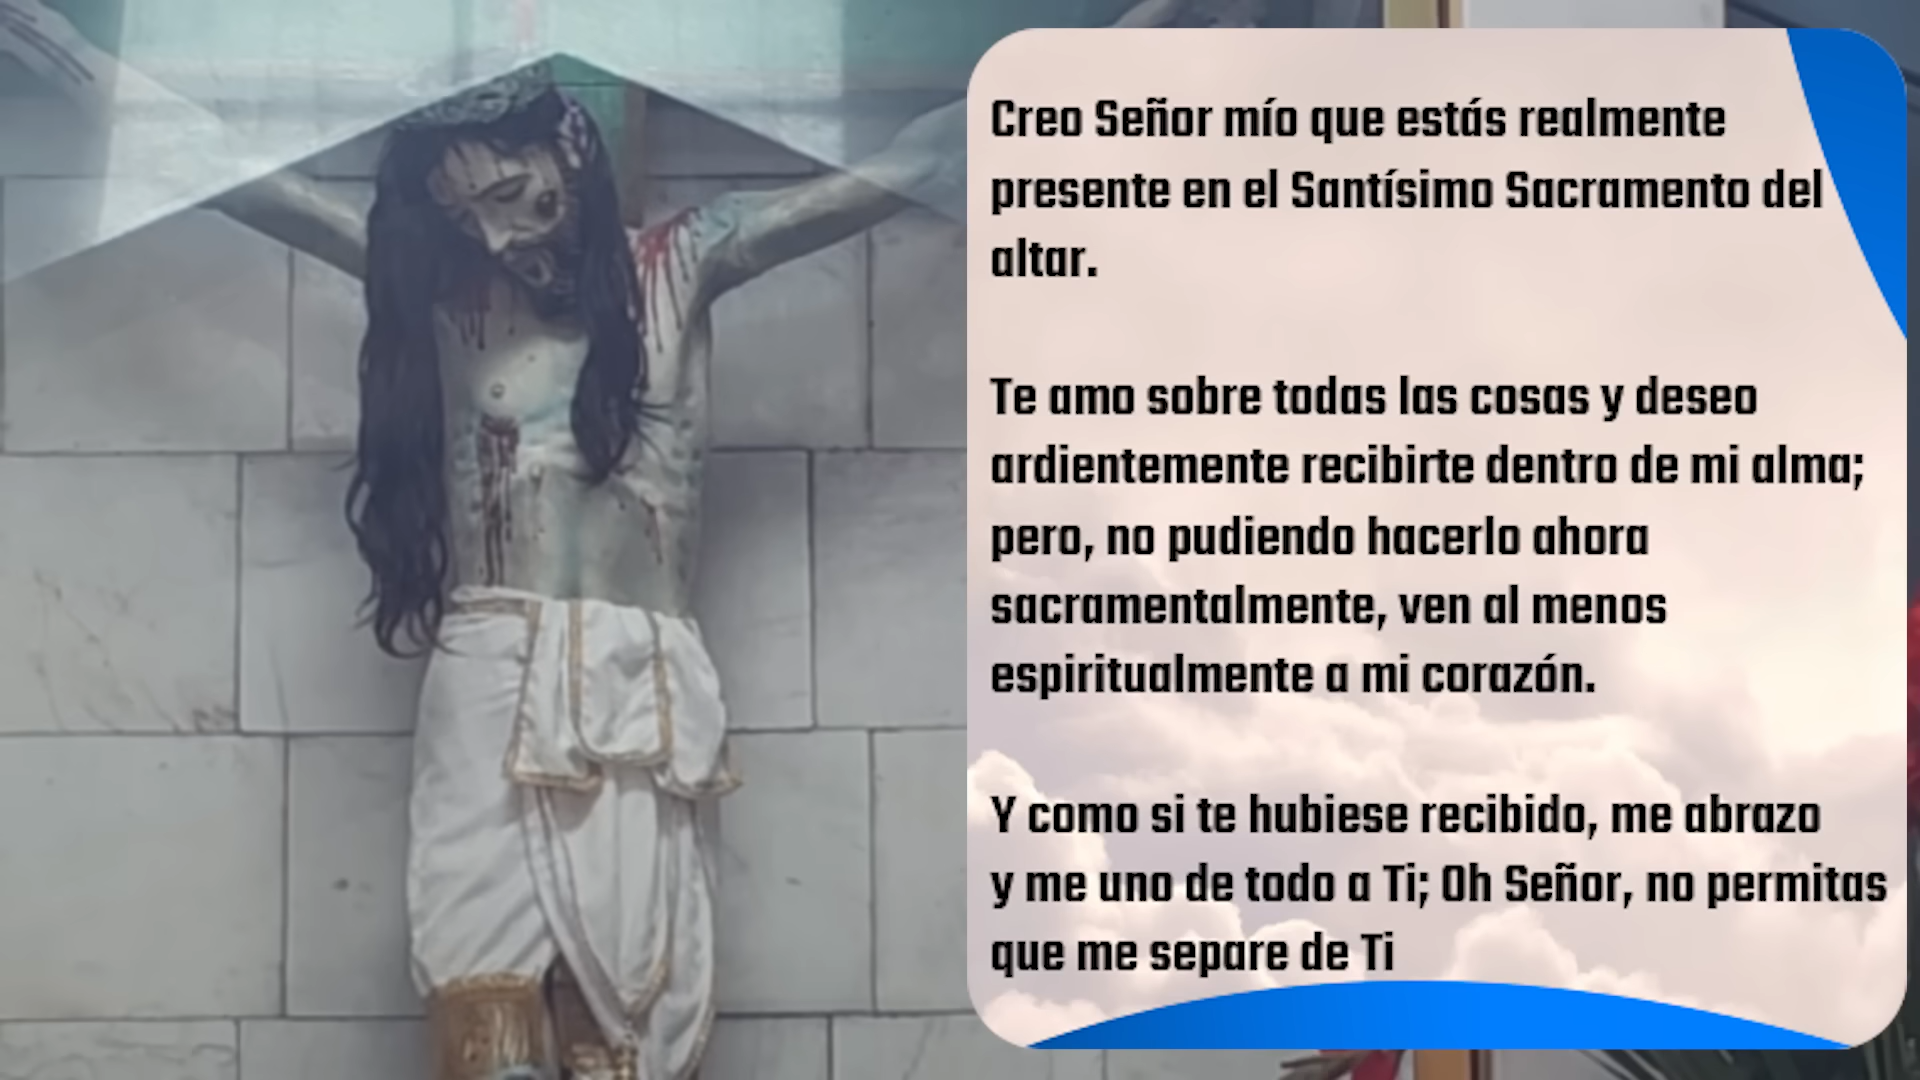 Creo Señor mío que estás realmente
presente en el Santísimo Sacramento del
altar.
Te amo sobre todas las cosas y deseo
ardientemente recibirte dentro de mi alma;
pero, no pudiendo hacerlo ahora
sacramentalmente, ven al menos
espiritualmente a mi corazón.
Y como si te hubiese recibido, me abrazo
y me uno de todo a Ti; Oh Señor, no permitas
que me separe de Ti